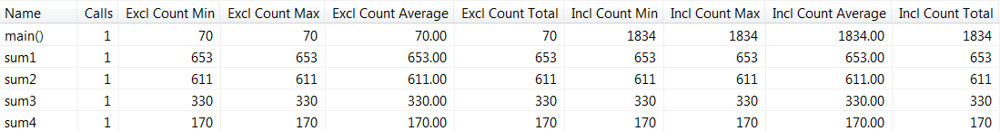 Name Calls Excl Count Min Excl Count Max Excl Count Average Excl Count Total Incl Count Min Incl Count Max Incl Count Average Incl Count Total
main() 1 70 70 70.00 70 1834 1834 1834.00 1834
sum1 1 653 653 653.00 653 653 653 653.00 653
sum2 1 611 611 611.00 611 611 611 611.00 611
sum3 1 330 330 330.00 330 330 330 330.00 330
sum4 1 170 170 170.00 170 170 170 170.00 170